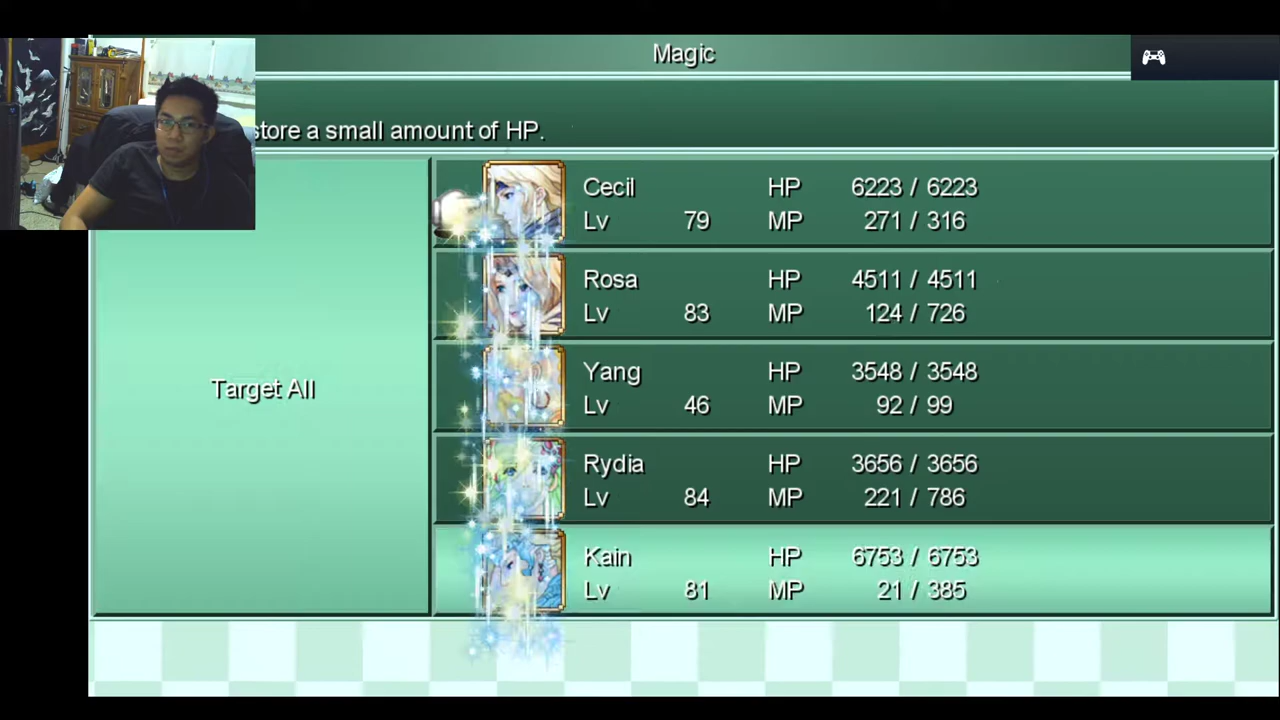 Magic
store a small amount of HP.
Target All
Cecil HP 6223 / 6223
Lv 79 MP 271 / 316
Rosa HP 4511 / 4511
Lv 83 MP 124 / 726
Yang HP 3548 / 3548
Lv 46 MP 92 / 99
Rydia HP 3656 / 3656
Lv 84 MP 221 / 786
Kain HP 6753 / 6753
Lv 81 MP 21 / 385